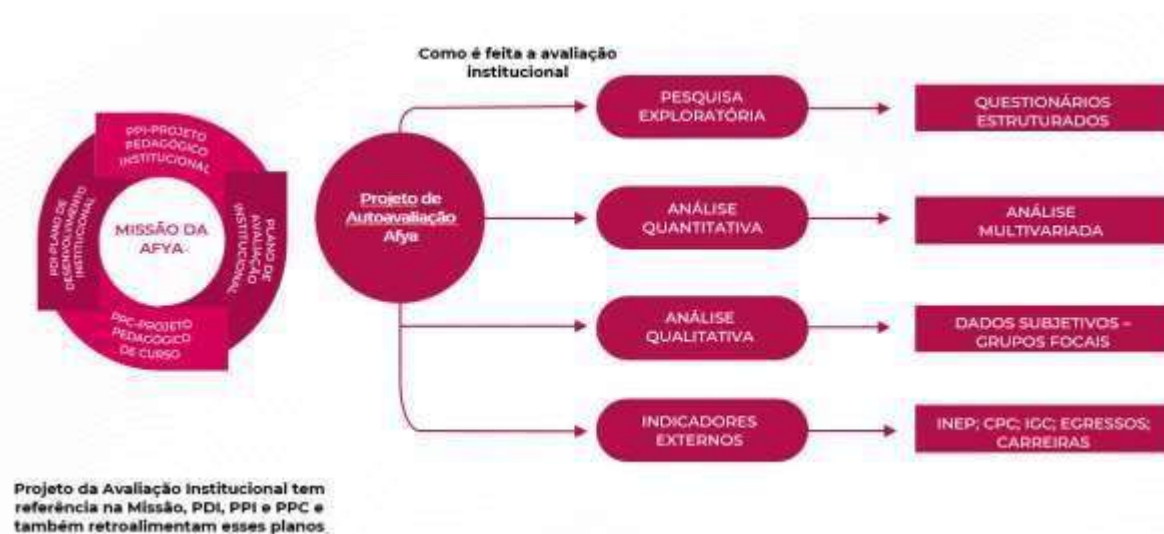 Como é feita a avaliação
institucional
PPI-PROJETO
PEDAGÓGICO
INSTITUCIONAL
PDI PLANO DE
DESENVOLVIMENTO
INSTITUCIONAL
MISSÃO DA
AFYA
PLANO DE
AVALIAÇÃO
INSTITUCIONAL
PPC-PROJETO
PEDAGÓGICO
DE CURSO
Projeto de
Autoavaliação
Afya
PESQUISA
EXPLORATÓRIA
QUESTIONÁRIOS
ESTRUTURADOS
ANÁLISE
QUANTITATIVA
ANÁLISE
MULTIVARIADA
ANÁLISE
QUALITATIVA
DADOS SUBJETIVOS –
GRUPOS FOCAIS
INDICADORES
EXTERNOS
INEP; CPC; IGC; EGRESSOS;
CARREIRAS
Projeto da Avaliação Institucional tem
referência na Missão, PDI, PPI e PPC e
também retroalimentam esses planos